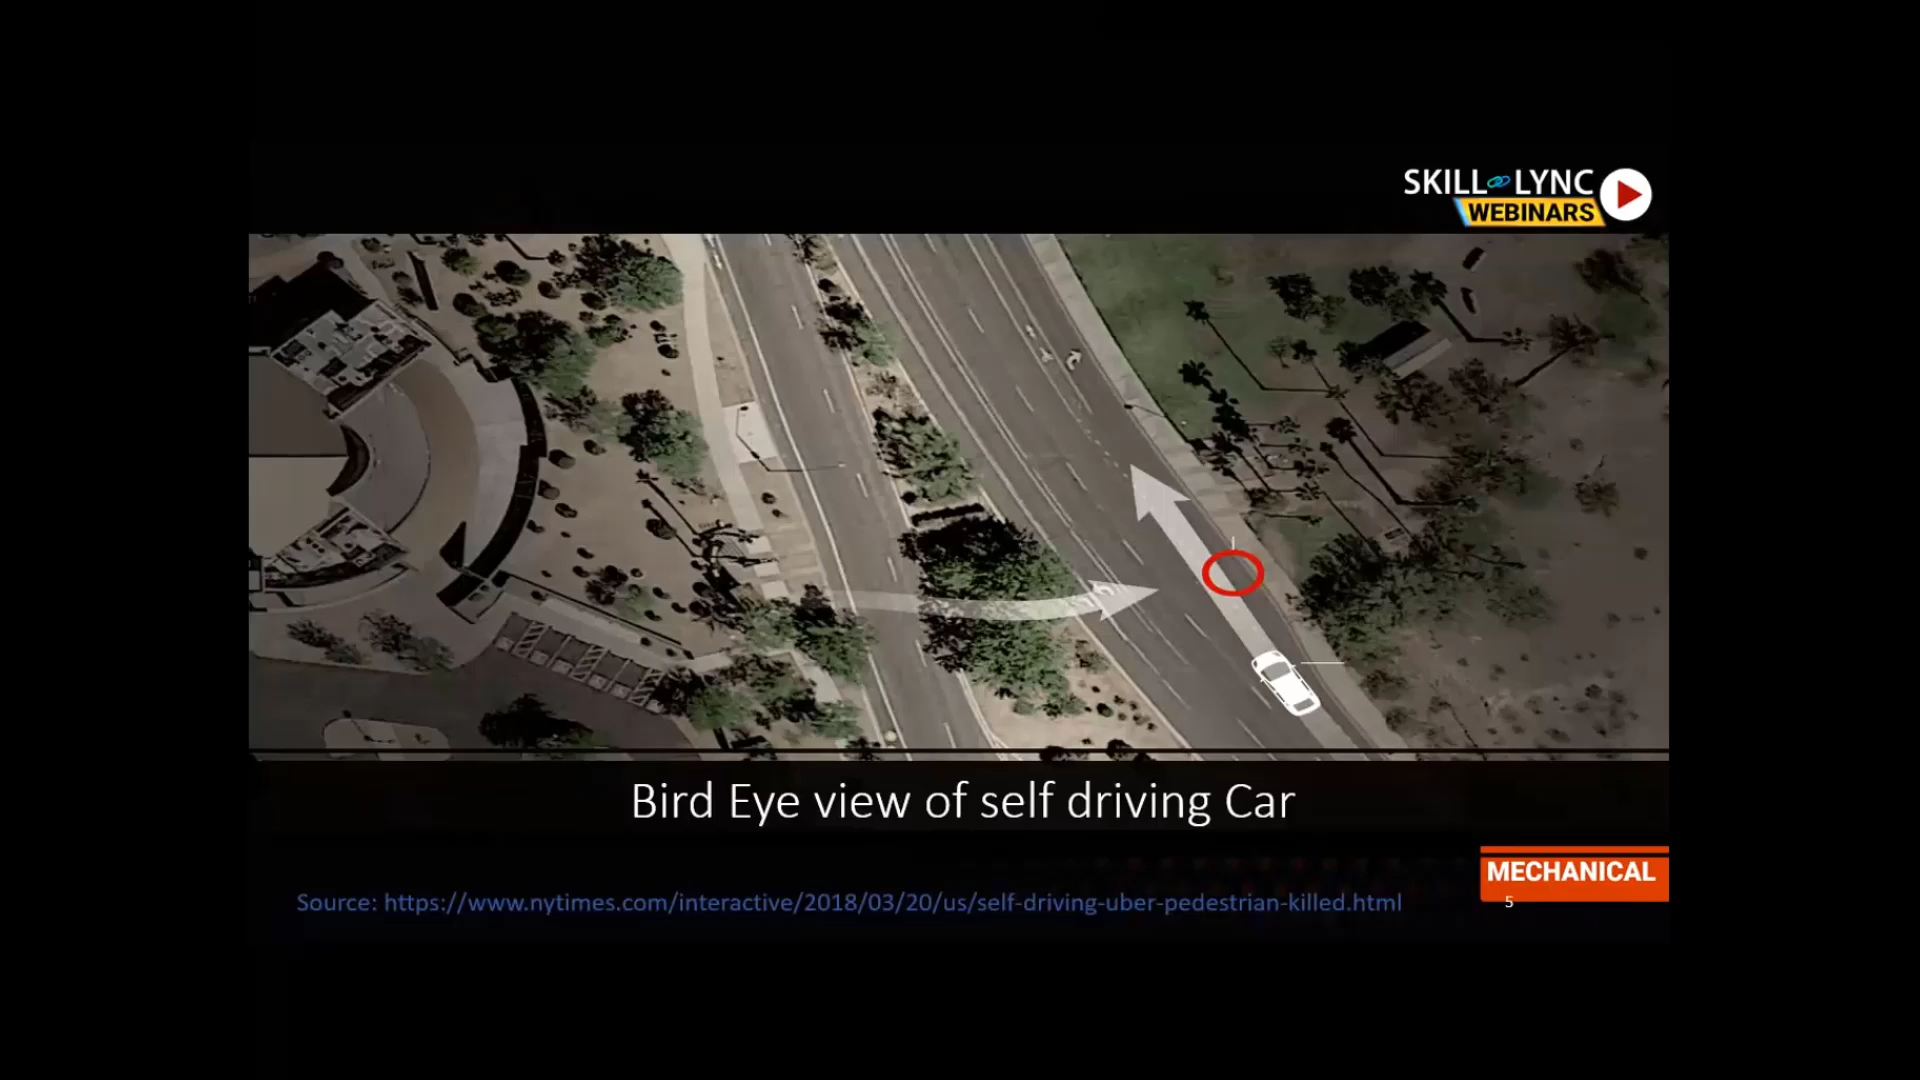 SKILL LYNC
WEBINARS
Bird Eye view of self driving Car
MECHANICAL
Source: https://www.nytimes.com/interactive/2018/03/20/us/self-driving-uber-pedestrian-killed.html
5